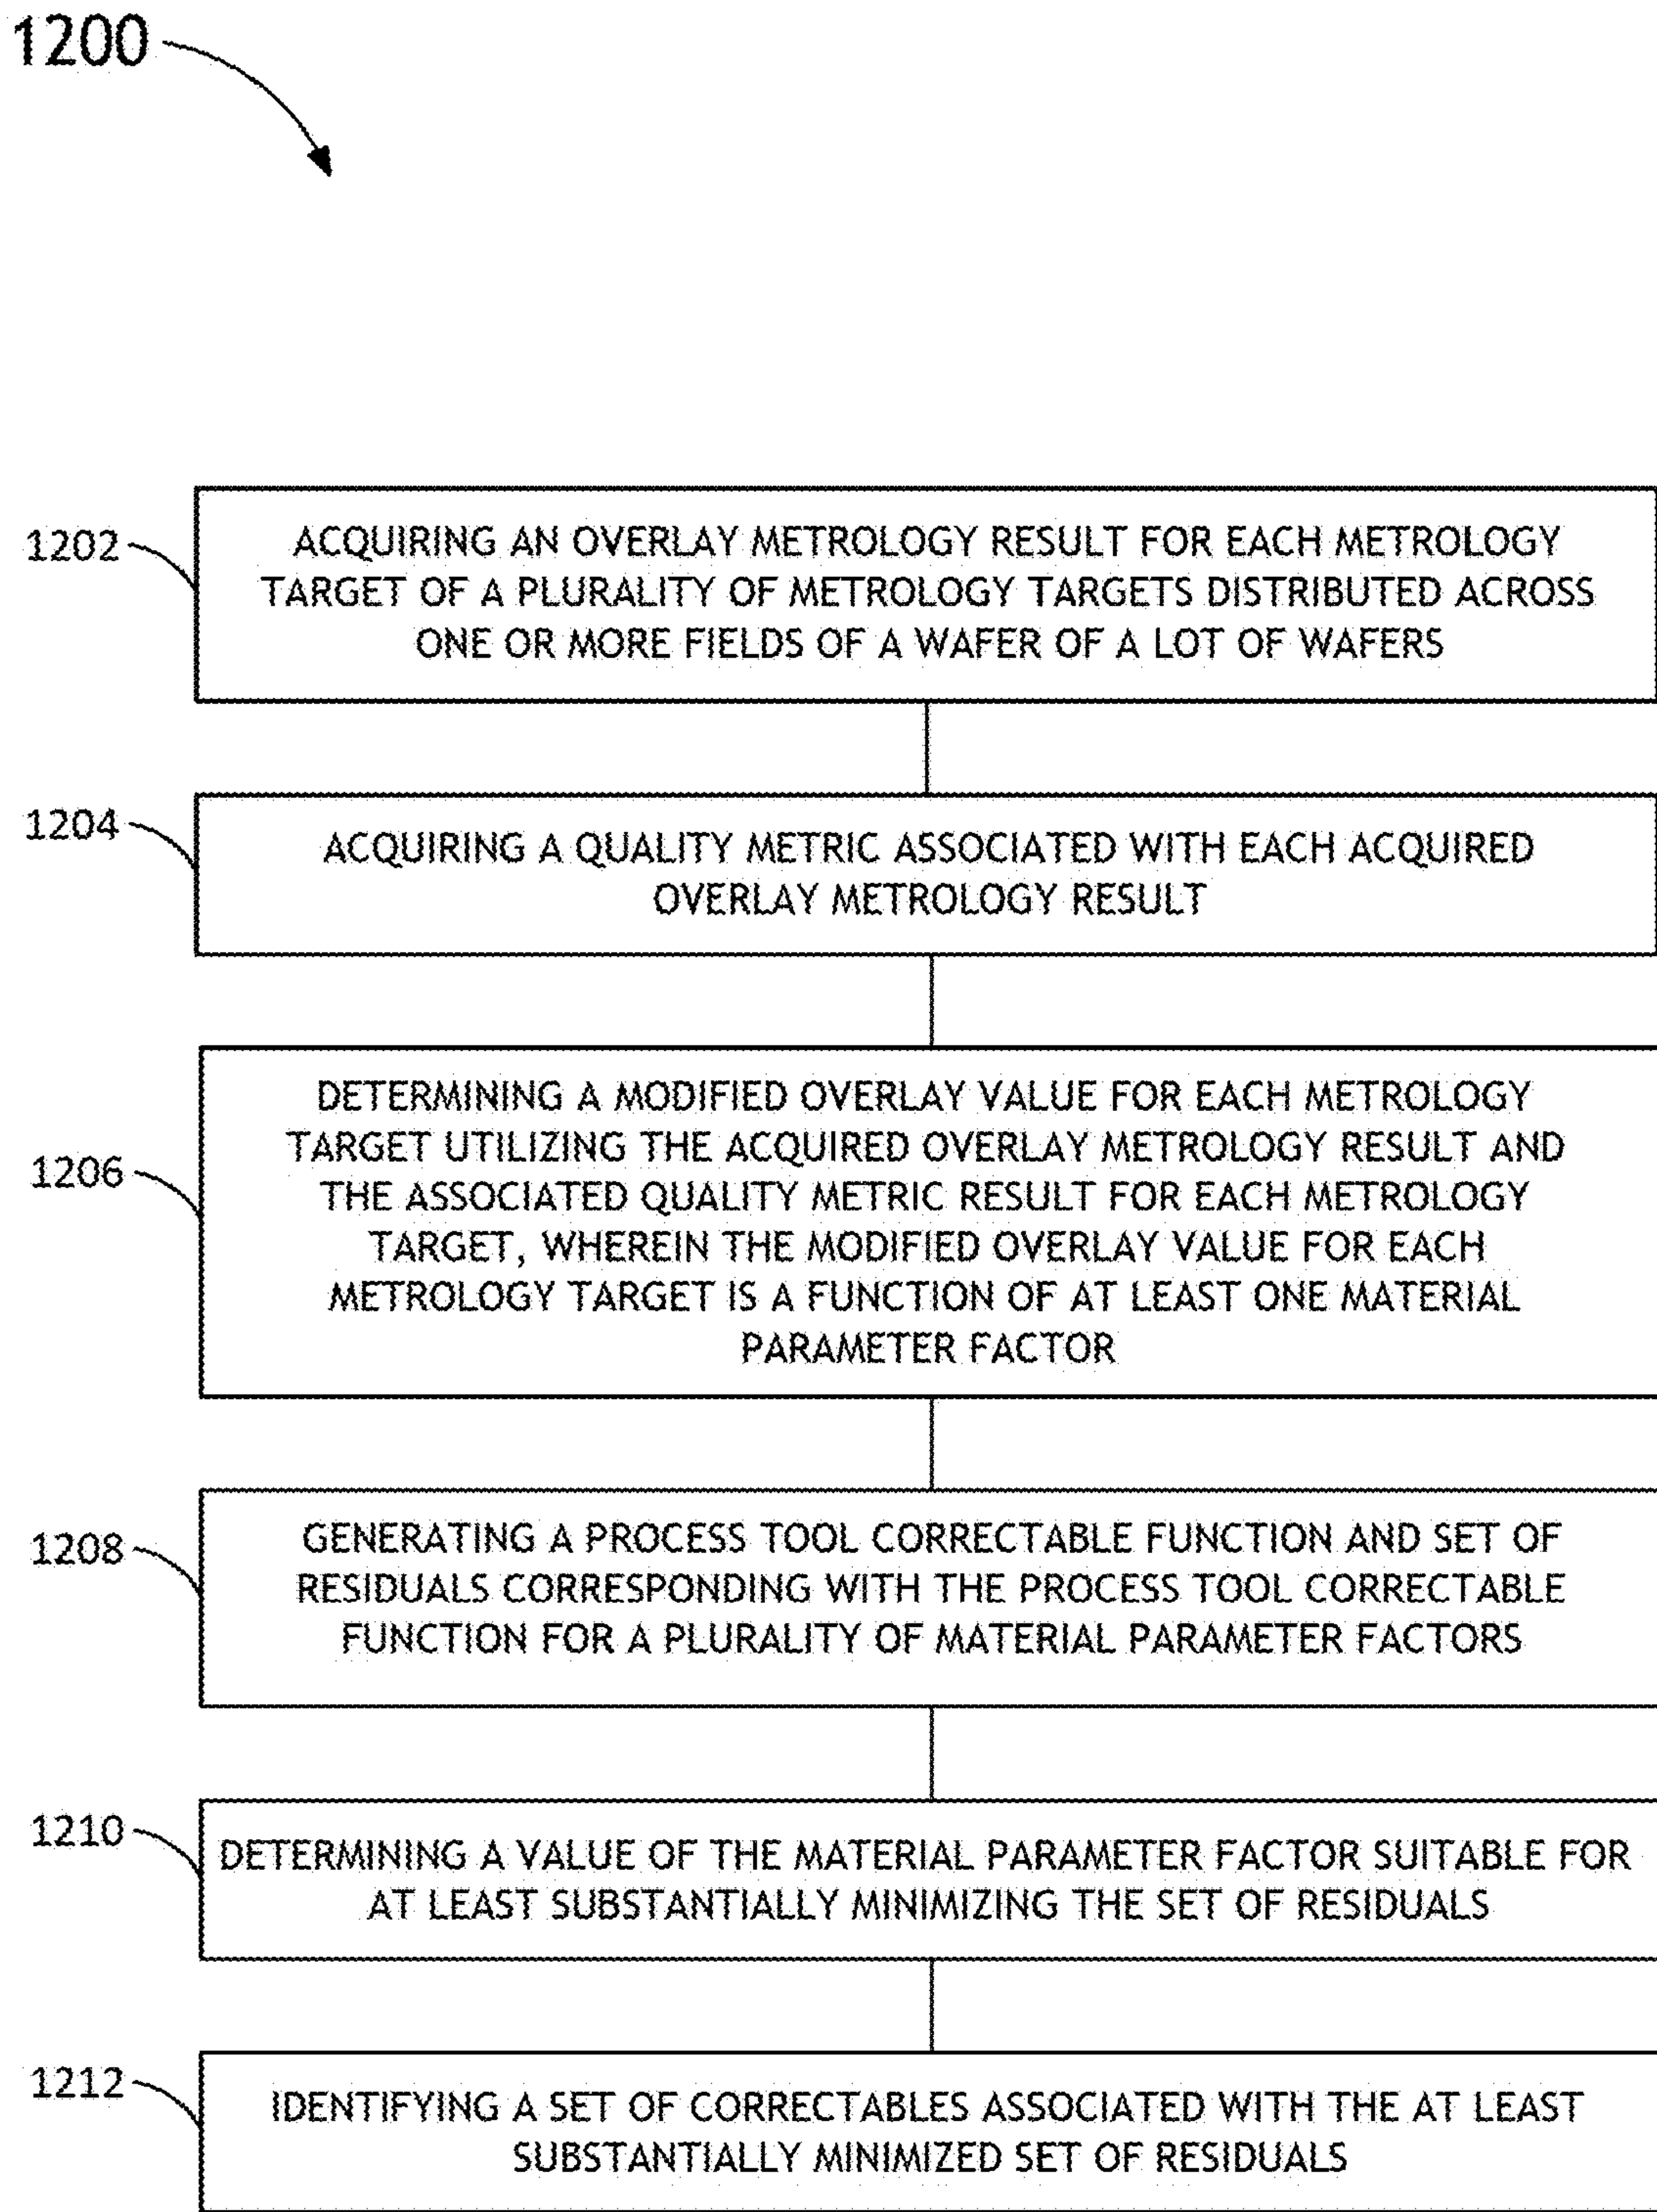 1200
1202
ACQUIRING AN OVERLAY METROLOGY RESULT FOR EACH METROLOGY
TARGET OF A PLURALITY OF METROLOGY TARGETS DISTRIBUTED ACROSS
ONE OR MORE FIELDS OF A WAFER OF A LOT OF WAFERS
1204
ACQUIRING A QUALITY METRIC ASSOCIATED WITH EACH ACQUIRED
OVERLAY METROLOGY RESULT
1206
DETERMINING A MODIFIED OVERLAY VALUE FOR EACH METROLOGY
TARGET UTILIZING THE ACQUIRED OVERLAY METROLOGY RESULT AND
THE ASSOCIATED QUALITY METRIC RESULT FOR EACH METROLOGY
TARGET, WHEREIN THE MODIFIED OVERLAY VALUE FOR EACH
METROLOGY TARGET IS A FUNCTION OF AT LEAST ONE MATERIAL
PARAMETER FACTOR
1208
GENERATING A PROCESS TOOL CORRECTABLE FUNCTION AND SET OF
RESIDUALS CORRESPONDING WITH THE PROCESS TOOL CORRECTABLE
FUNCTION FOR A PLURALITY OF MATERIAL PARAMETER FACTORS
1210
DETERMINING A VALUE OF THE MATERIAL PARAMETER FACTOR SUITABLE FOR
AT LEAST SUBSTANTIALLY MINIMIZING THE SET OF RESIDUALS
1212
IDENTIFYING A SET OF CORRECTABLES ASSOCIATED WITH THE AT LEAST
SUBSTANTIALLY MINIMIZED SET OF RESIDUALS